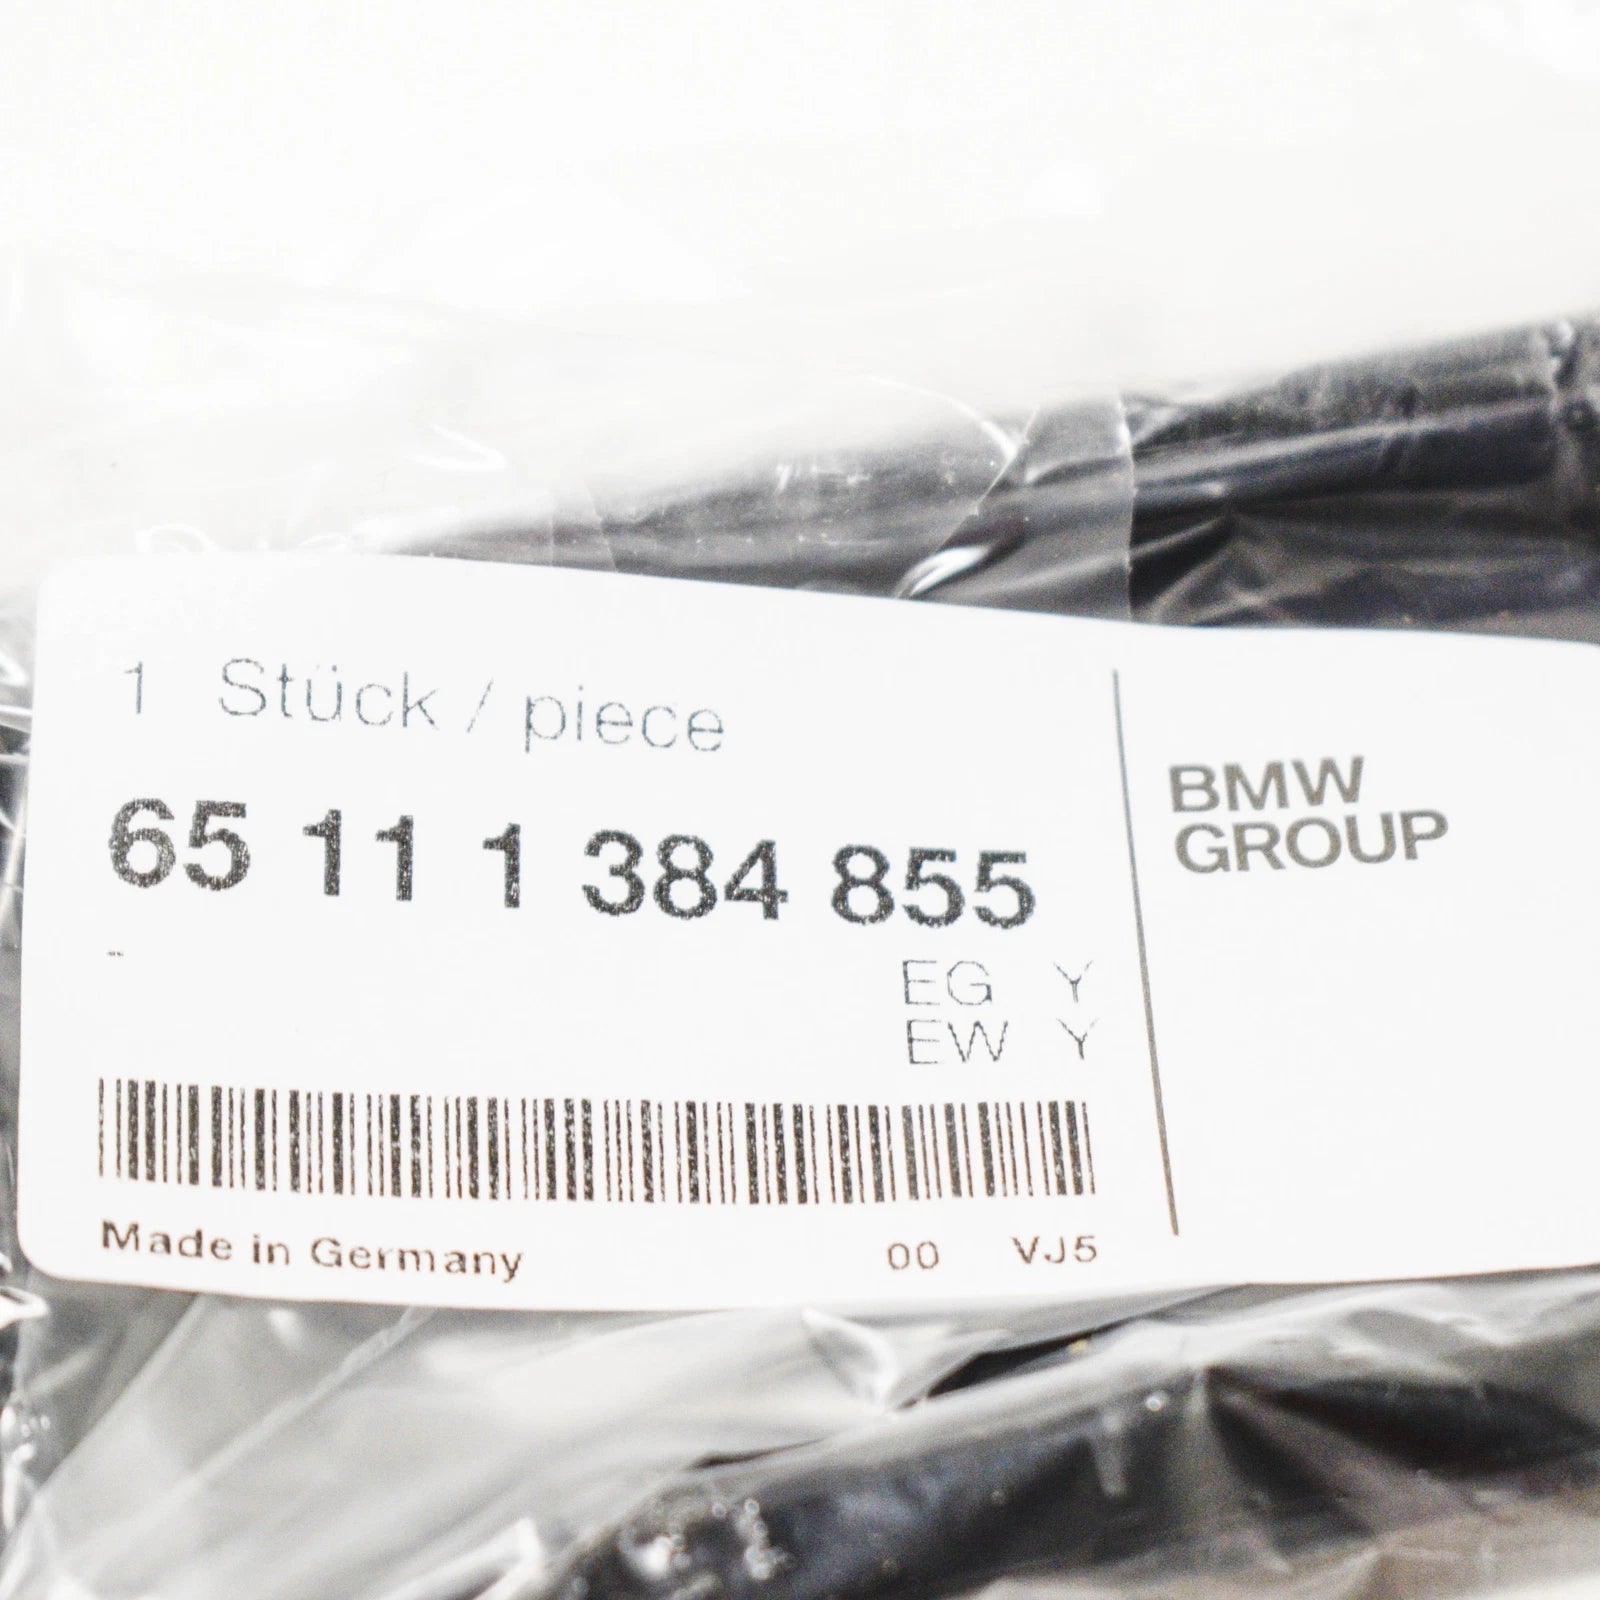 1 Stück / piece
65 11 1 384 855
-
EG Y
EW Y
Made in Germany 00 VJ5
BMW
GROUP